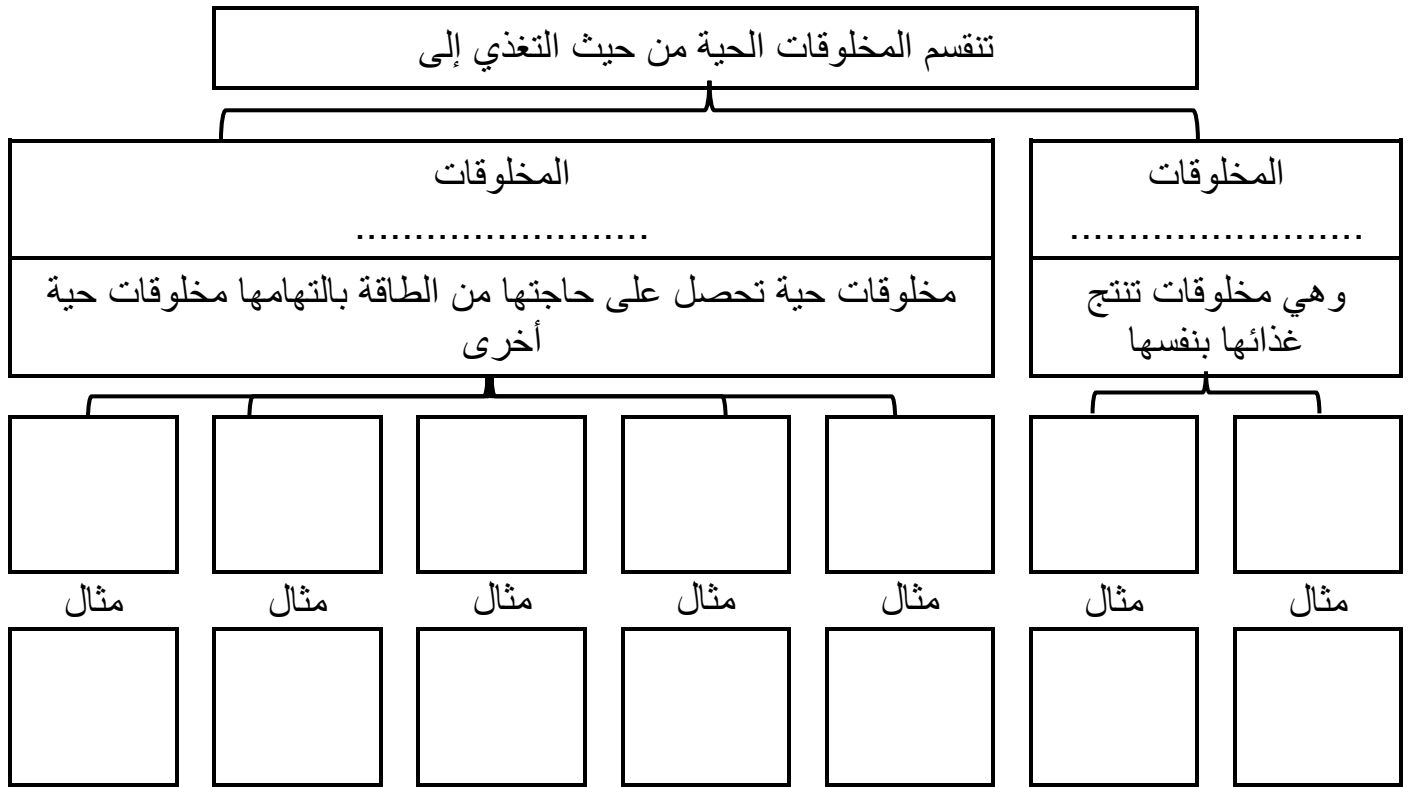 تنقسم المخلوقات الحية من حيث التغذي إلى
المخلوقات
.........................
وهي مخلوقات تنتج
غذائها بنفسها
المخلوقات
.........................
مخلوقات حية تحصل على حاجتها من الطاقة بالتهامها مخلوقات حية
أخرى
مثال
مثال
مثال
مثال
مثال
مثال
مثال